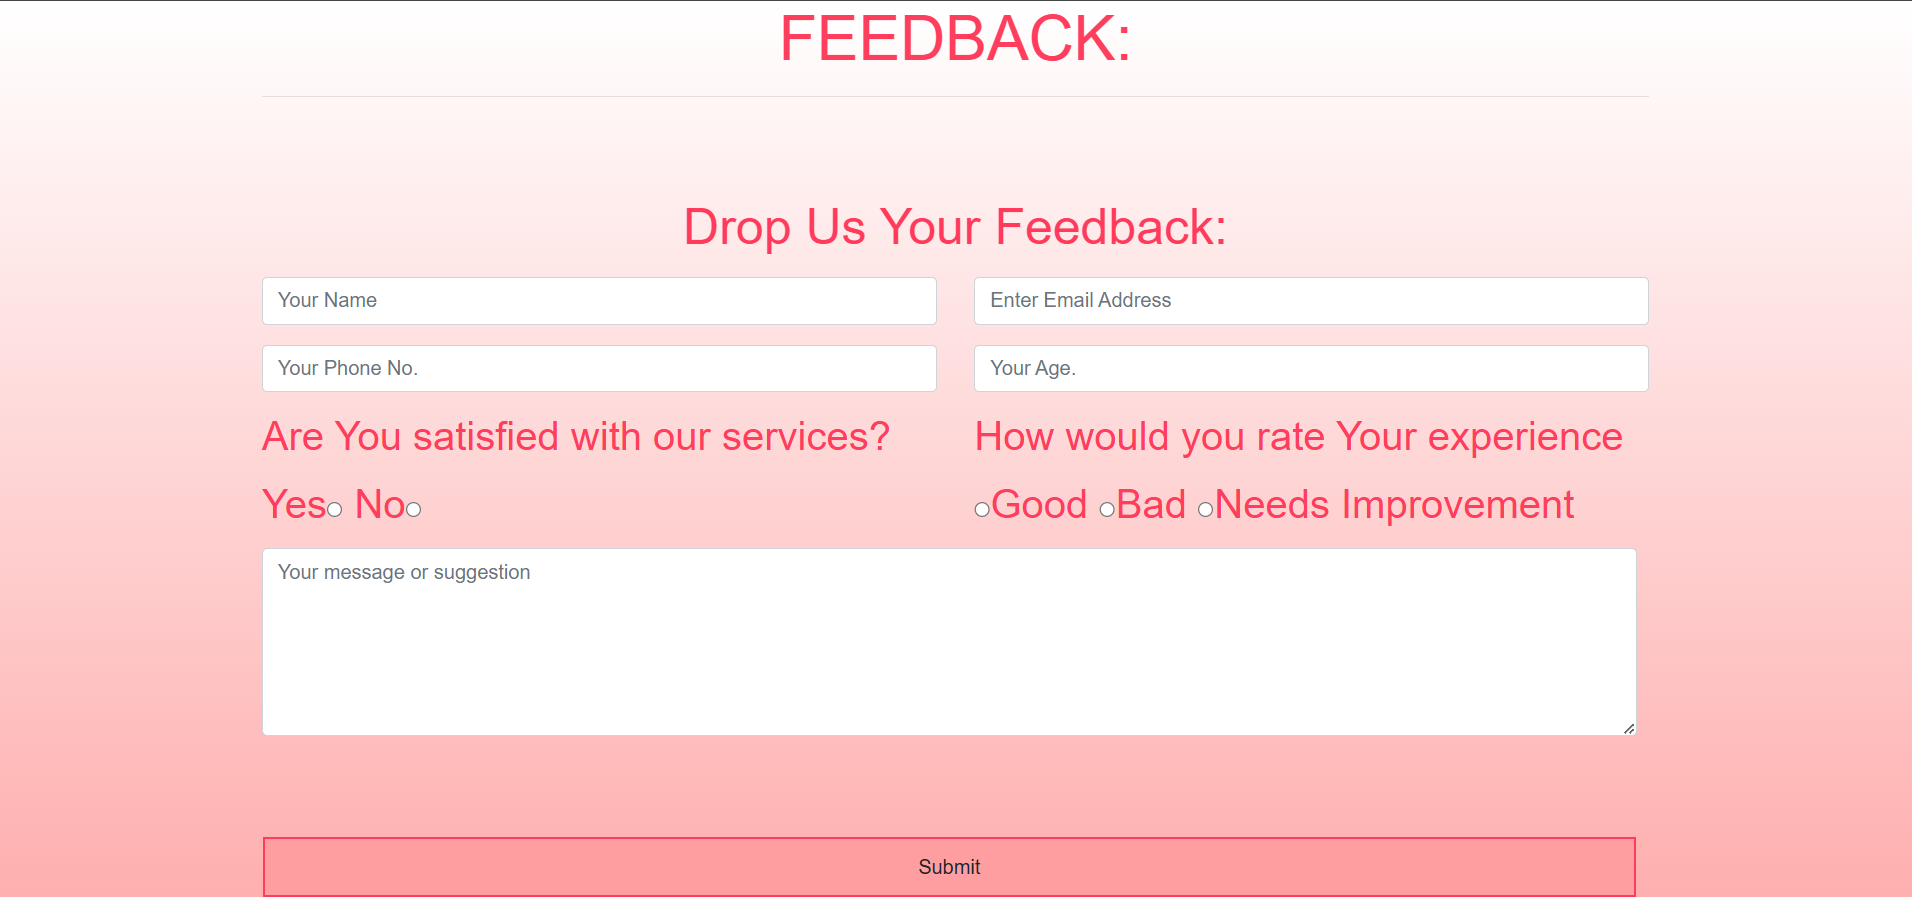 FEEDBACK:
Drop Us Your Feedback:
Your Name
Enter Email Address
Your Phone No.
Your Age.
Are You satisfied with our services?
How would you rate Your experience
Yes No
Good Bad Needs Improvement
Your message or suggestion
Submit